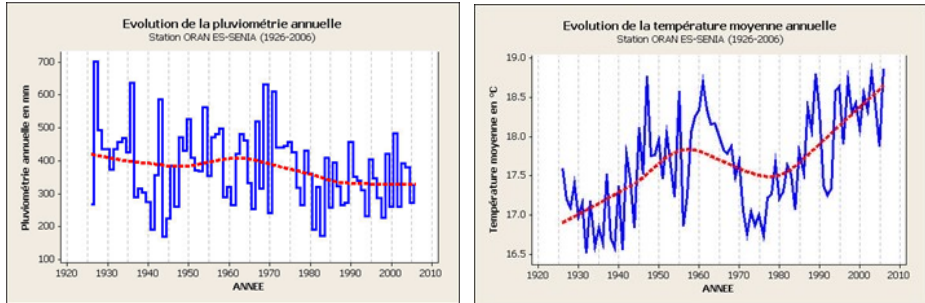 Evolution de la pluviométrie annuelle
Station ORAN ES-SENIA (1926-2006)
Pluviométrie annuelle en mm
700
600
500
400
300
200
100
1920 1930 1940 1950 1960 1970 1980 1990 2000 2010
ANNEE
Evolution de la température moyenne annuelle
Station ORAN ES-SENIA (1926-2006)
Température moyenne en °C
19.0
18.5
18.0
17.5
17.0
16.5
1920 1930 1940 1950 1960 1970 1980 1990 2000 2010
ANNEE